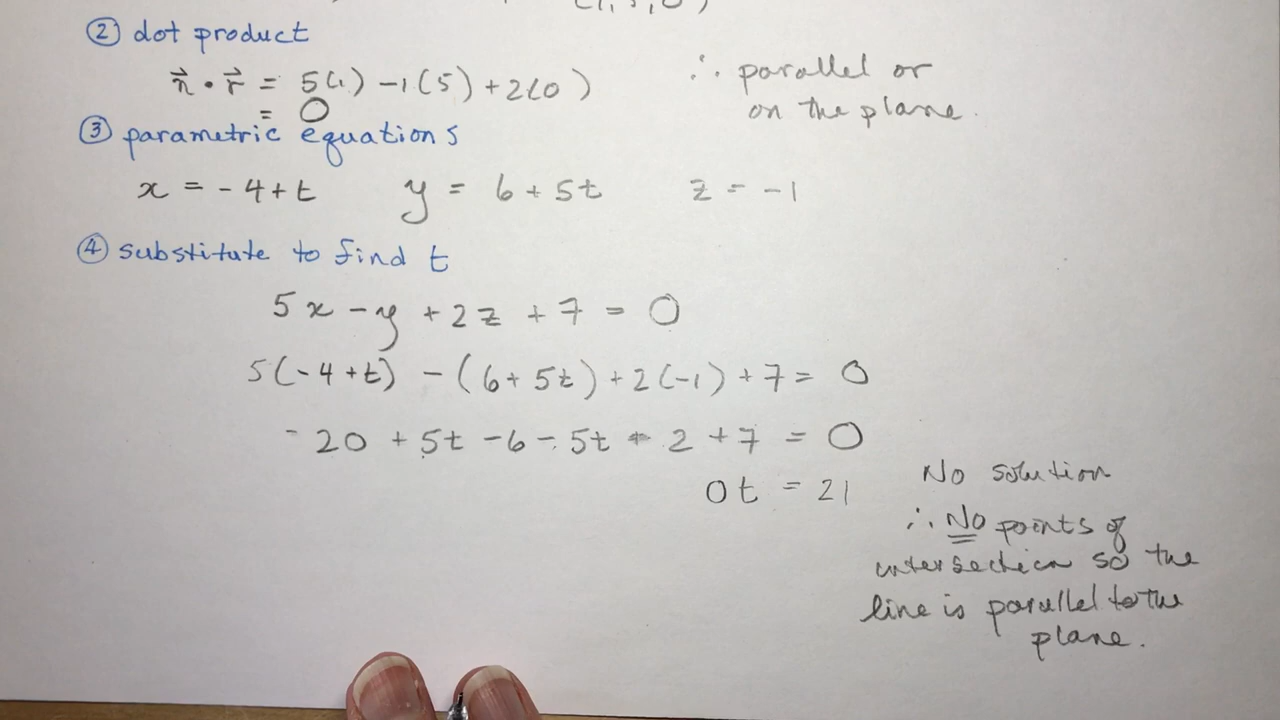 ② dot product
n⃗ • r⃗ = 5(1) -1(5) +2(0)
= 0
∴ parallel or
on the plane.
③ parametric equations
x = -4+t y = 6+5t z = -1
④ substitute to find t
5x - y + 2z + 7 = 0
5(-4+t) - (6+5t) + 2(-1) + 7 = 0
-20 + 5t -6 - 5t - 2 + 7 = 0
0t = 21
No solution
∴ No points of
intersection so the
line is parallel to the
plane.